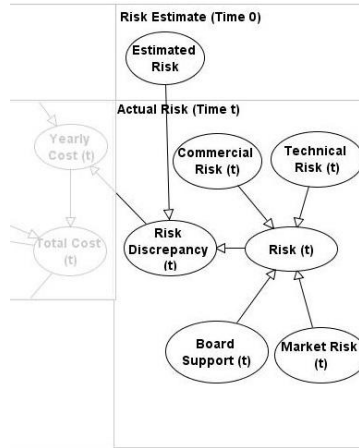 Risk Estimate (Time 0)
Estimated
Risk
Actual Risk (Time t)
Yearly
Cost (t)
Commercial
Risk (t)
Technical
Risk (t)
Total Cost
(t)
Risk
Discrepancy
(t)
Risk (t)
Board
Support (t)
Market Risk
(t)